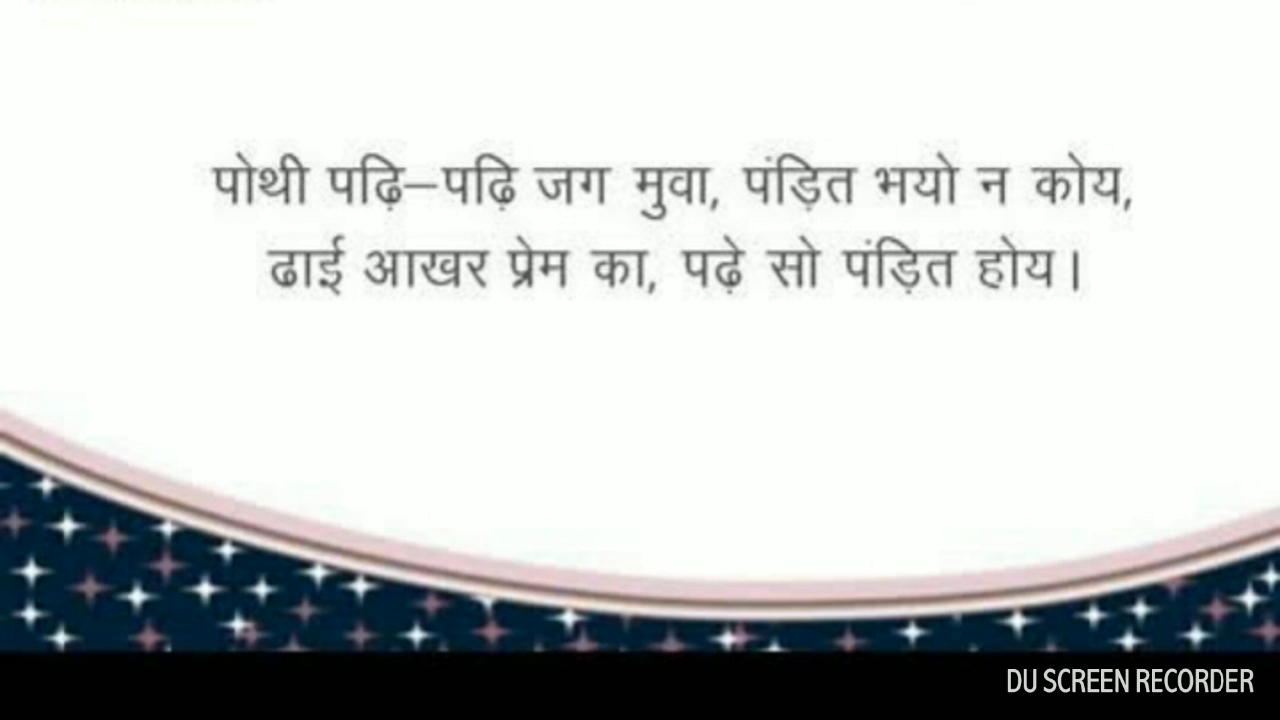 पोथी पढ़ि–पढ़ि जग मुवा, पंड़ित भयो न कोय,
ढाई आखर प्रेम का, पढ़े सो पंड़ित होय।
DU SCREEN RECORDER